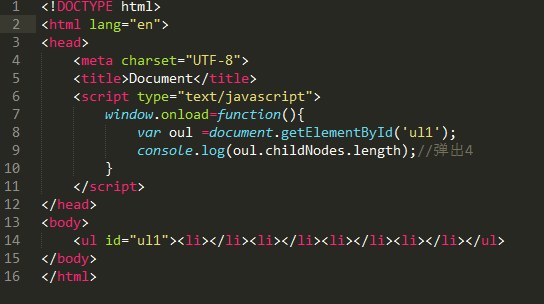 1 <!DOCTYPE html>
2 <html lang="en">
3 <head>
4     <meta charset="UTF-8">
5     <title>Document</title>
6     <script type="text/javascript">
7         window.onload=function(){
8             var oul =document.getElementById('ul1');
9             console.log(oul.childNodes.length);//弹出4
10         }
11     </script>
12 </head>
13 <body>
14     <ul id="ul1"><li></li><li></li><li></li><li></li></ul>
15 </body>
16 </html>